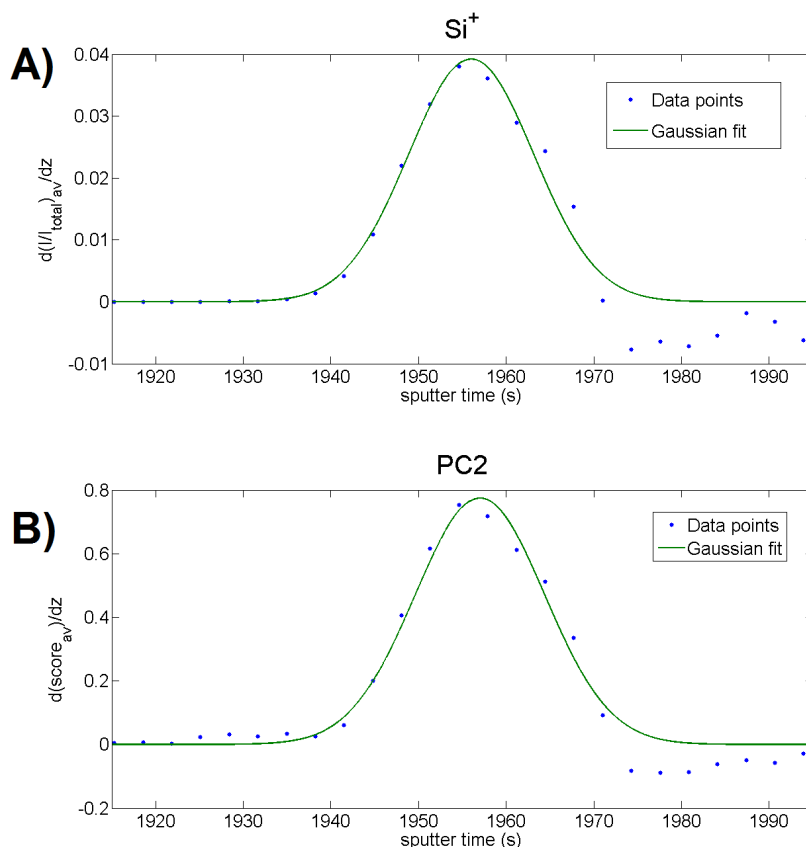 Si+
A)
0.04
0.03
0.02
0.01
0
-0.01
d(I/Itotal)av/dz
Data points
Gaussian fit
1920 1930 1940 1950 1960 1970 1980 1990
sputter time (s)
PC2
B)
0.8
0.6
0.4
0.2
0
-0.2
d(scoreav)/dz
Data points
Gaussian fit
1920 1930 1940 1950 1960 1970 1980 1990
sputter time (s)